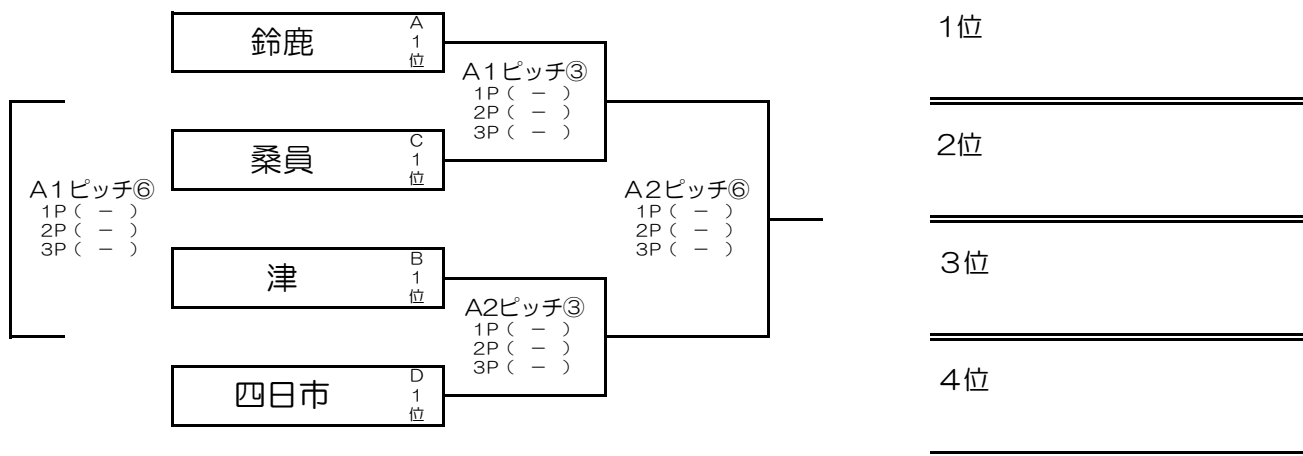 鈴鹿
A
1
位
A1ピッチ③
1P( - )
2P( - )
3P( - )
桑員
C
1
位
A1ピッチ⑥
1P( - )
2P( - )
3P( - )
A2ピッチ⑥
1P( - )
2P( - )
3P( - )
津
B
1
位
A2ピッチ③
1P( - )
2P( - )
3P( - )
四日市
D
1
位
1位
2位
3位
4位